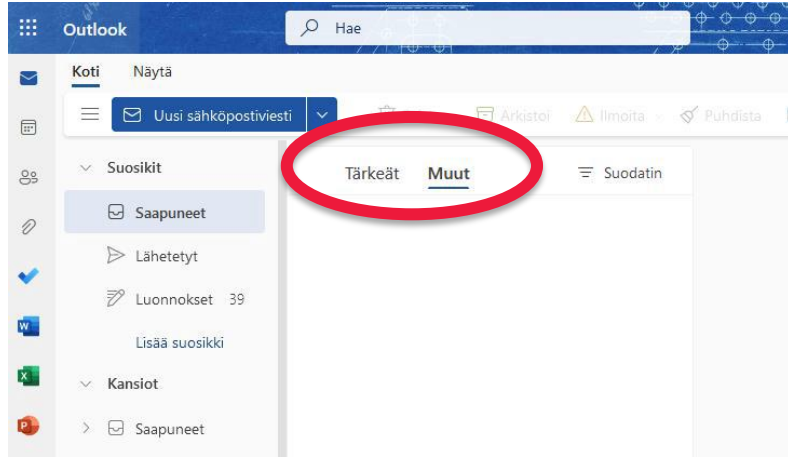 Outlook
Hae
Koti Näytä
Uusi sähköpostiviesti
Arkistoi Ilmoita Puhdista
Suosikit
Tärkeät Muut
Suodatin
Saapuneet
Lähetetyt
Luonnokset 39
Lisää suosikki
Kansiot
Saapuneet